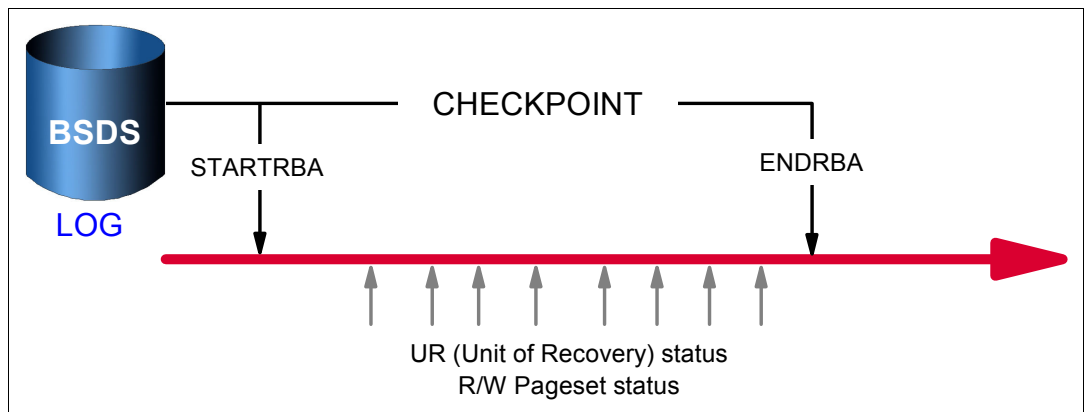 CHECKPOINT
BSDS
STARTRBA
ENDRBA
LOG
UR (Unit of Recovery) status
R/W Pageset status